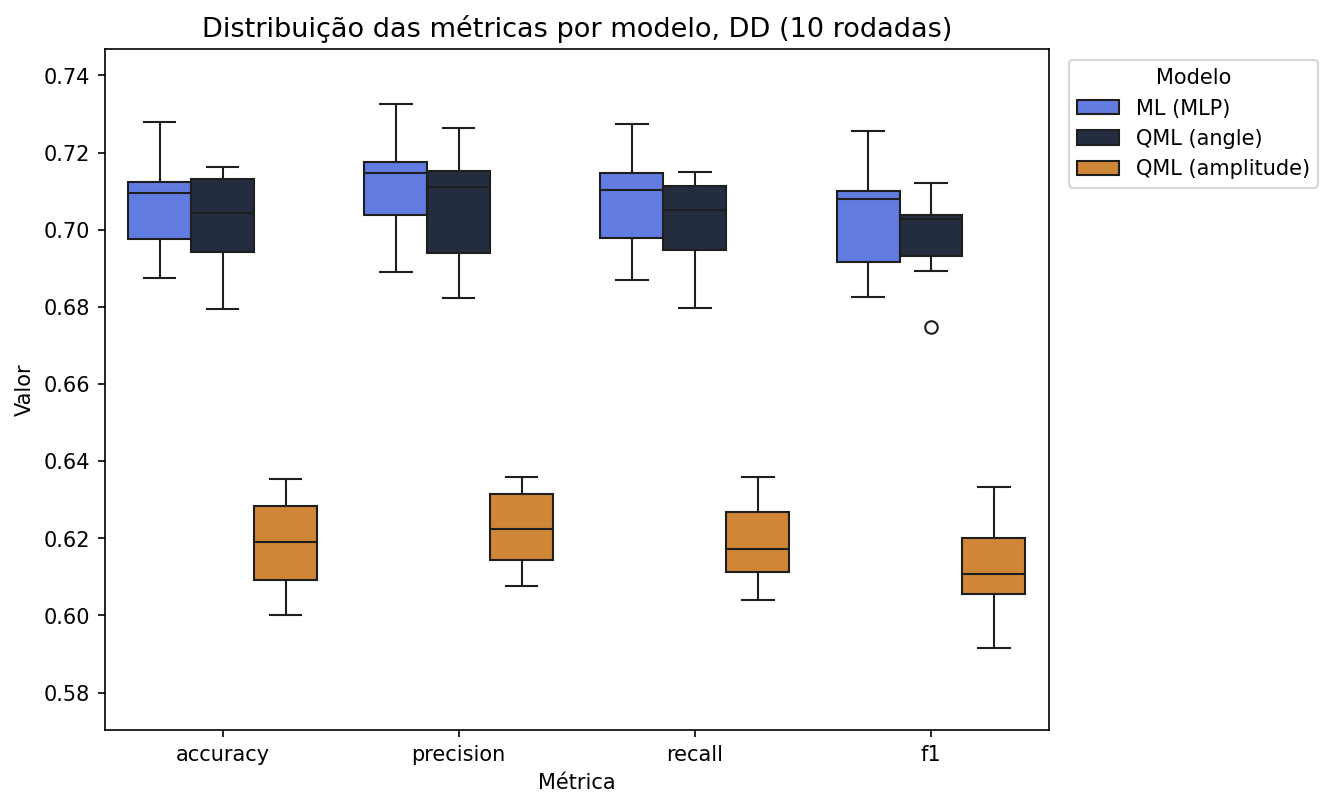 Distribuição das métricas por modelo, DD (10 rodadas)
Modelo
ML (MLP)
QML (angle)
QML (amplitude)
Valor
0.74
0.72
0.70
0.68
0.66
0.64
0.62
0.60
0.58
accuracy
precision
recall
f1
Métrica